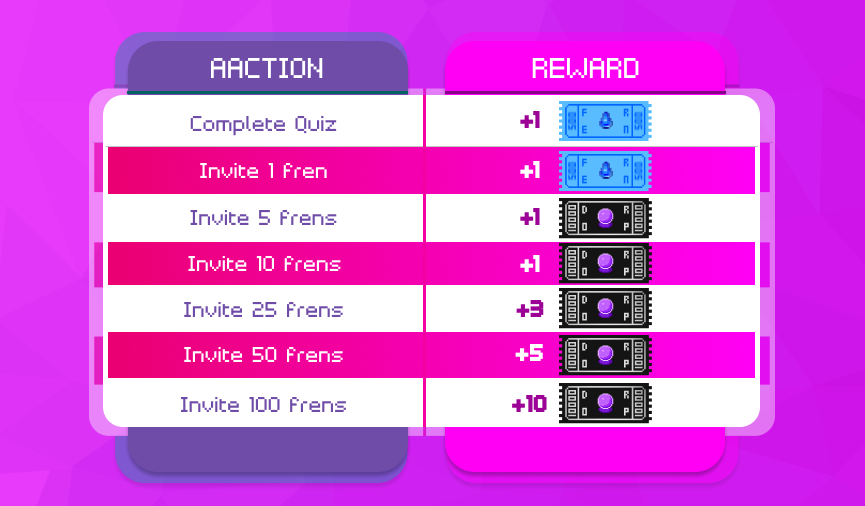 AACTION REWARD
Complete Quiz +1 F R E N
Invite 1 fren +1 F R E N
Invite 5 frens +1 D R O P
Invite 10 frens +1 D R O P
Invite 25 frens +3 D R O P
Invite 50 frens +5 D R O P
Invite 100 frens +10 D R O P